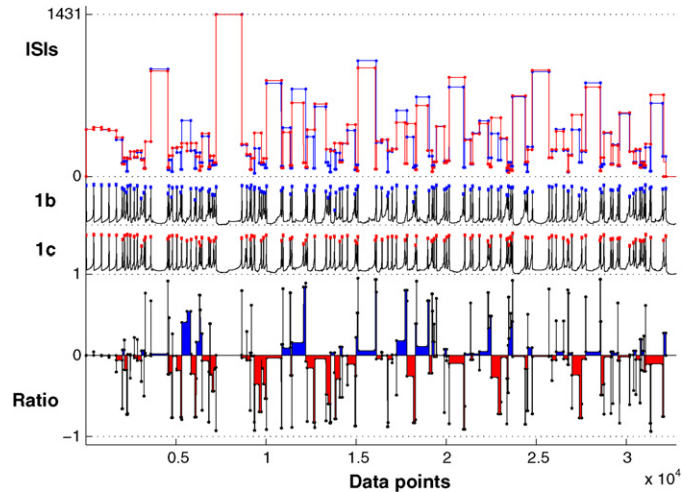 1431
ISIs
0
1b
1c
1
0
Ratio
−1
0.5 1 1.5 2 2.5 3
Data points
x 10^4